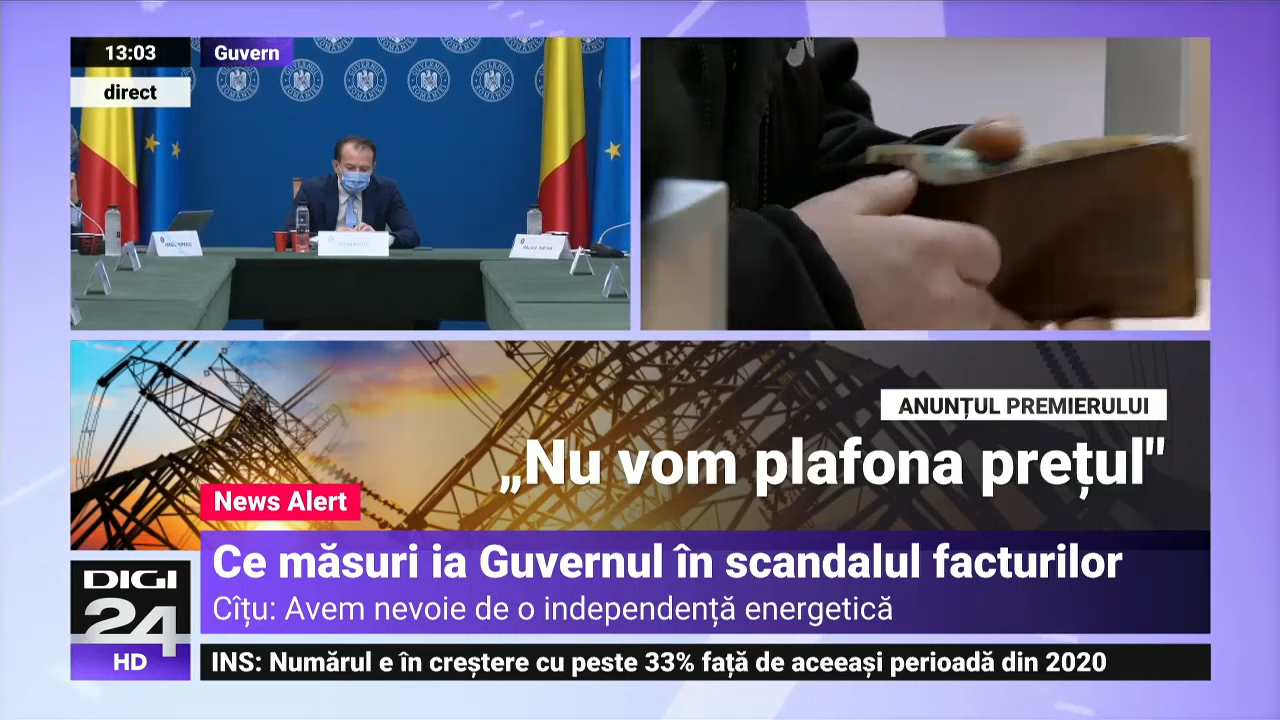 13:03
Guvern
direct
GUVERNUL
ROMÂNIEI
ANUNȚUL PREMIERULUI
„Nu vom plafona prețul"
News Alert
Ce măsuri ia Guvernul în scandalul facturilor
Cîțu: Avem nevoie de o independență energetică
DIGI
24
HD
INS: Numărul e în creștere cu peste 33% față de aceeași perioadă din 2020